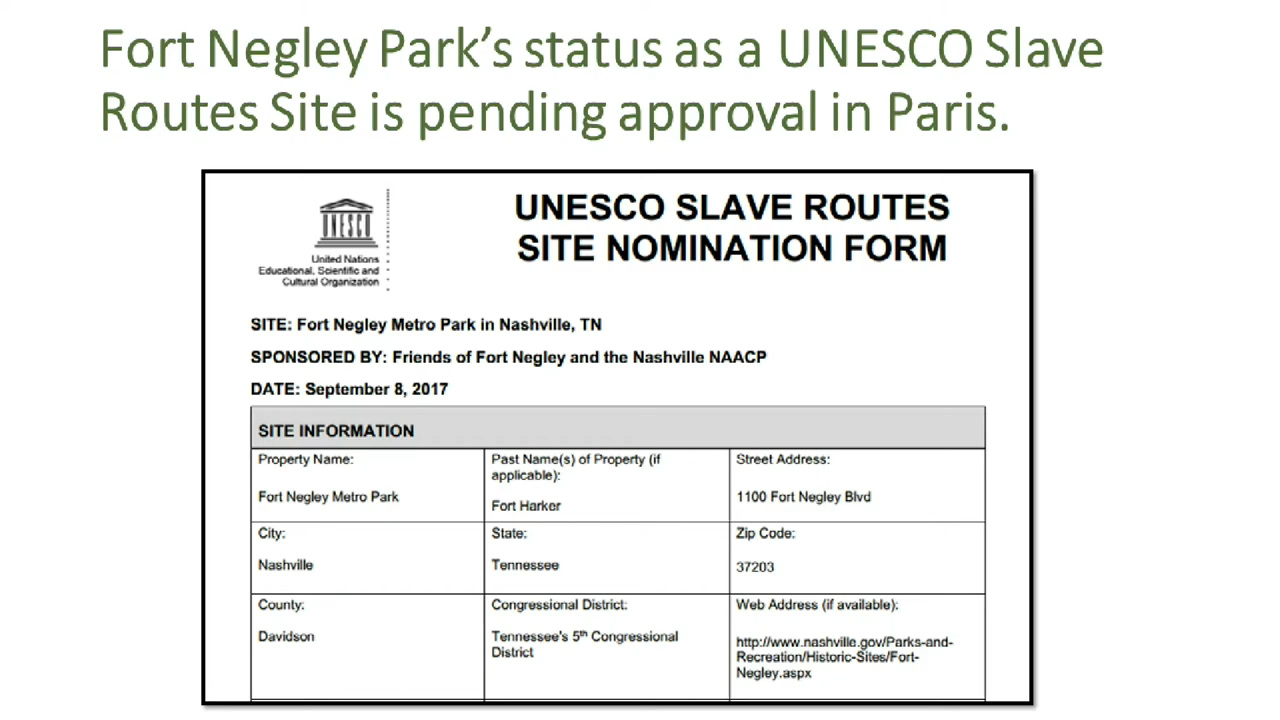 Fort Negley Park’s status as a UNESCO Slave
Routes Site is pending approval in Paris.
UNESCO
United Nations
Educational, Scientific and
Cultural Organization
UNESCO SLAVE ROUTES
SITE NOMINATION FORM
SITE: Fort Negley Metro Park in Nashville, TN
SPONSORED BY: Friends of Fort Negley and the Nashville NAACP
DATE: September 8, 2017
SITE INFORMATION
Property Name:
Fort Negley Metro Park
Past Name(s) of Property (if
applicable):
Fort Harker
Street Address:
1100 Fort Negley Blvd
City:
Nashville
State:
Tennessee
Zip Code:
37203
County:
Davidson
Congressional District:
Tennessee's 5th Congressional
District
Web Address (if available):
http://www.nashville.gov/Parks-and-
Recreation/Historic-Sites/Fort-
Negley.aspx